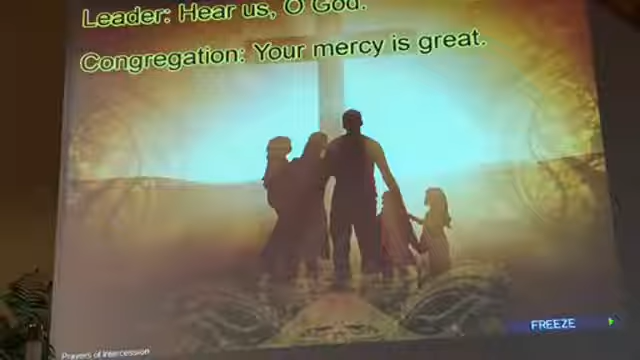 Leader: Hear us, O God.
Congregation: Your mercy is great.
FREEZE
Prayers of Intercession